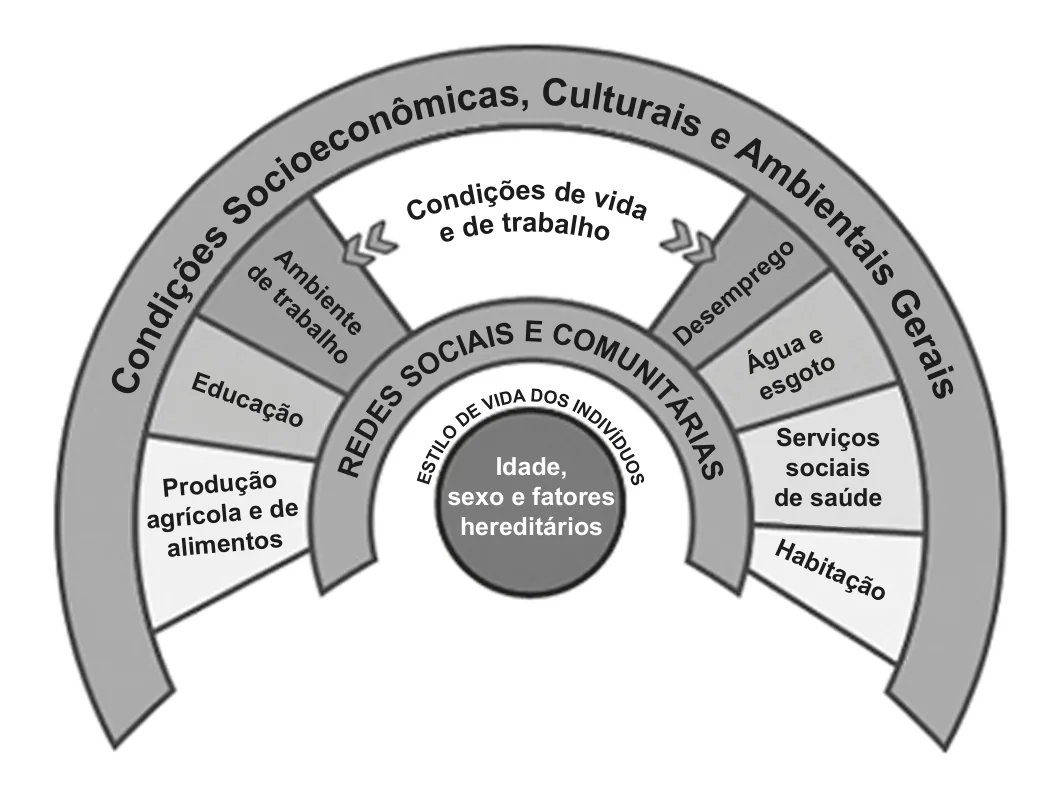 Condições Socioeconômicas, Culturais e Ambientais Gerais
Condições de vida
e de trabalho
Ambiente
de trabalho
Desemprego
Educação
Água e
esgoto
Produção
agrícola e de
alimentos
Serviços
sociais
de saúde
Habitação
REDES SOCIAIS E COMUNITÁRIAS
ESTILO DE VIDA DOS INDIVÍDUOS
Idade,
sexo e fatores
hereditários